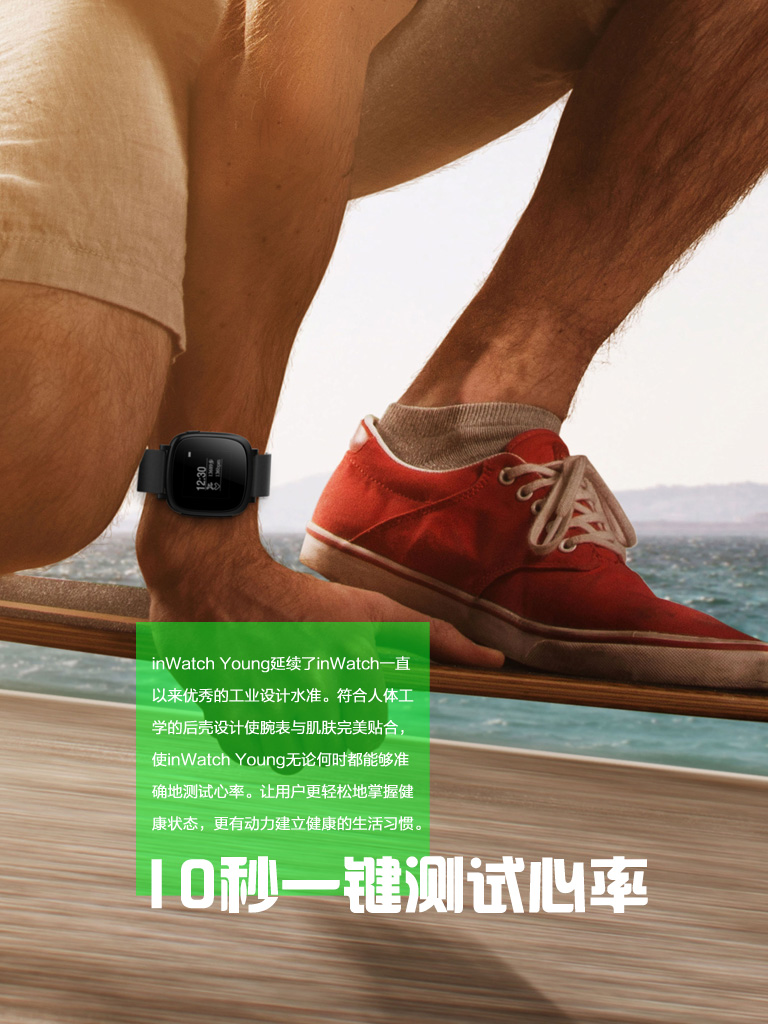 12:30
inWatch Young延续了inWatch一直
以来优秀的工业设计水准。符合人体工
学的后壳设计使腕表与肌肤完美贴合，
使inWatch Young无论何时都能够准
确地测试心率。让用户更轻松地掌握健
康状态，更有动力建立健康的生活习惯。
10秒一键测试心率